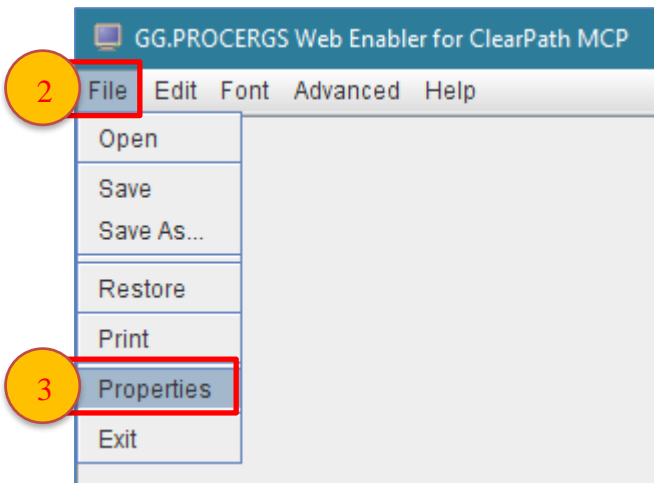 GG.PROCERGS Web Enabler for ClearPath MCP
2 File Edit Font Advanced Help
Open
Save
Save As...
Restore
Print
3 Properties
Exit